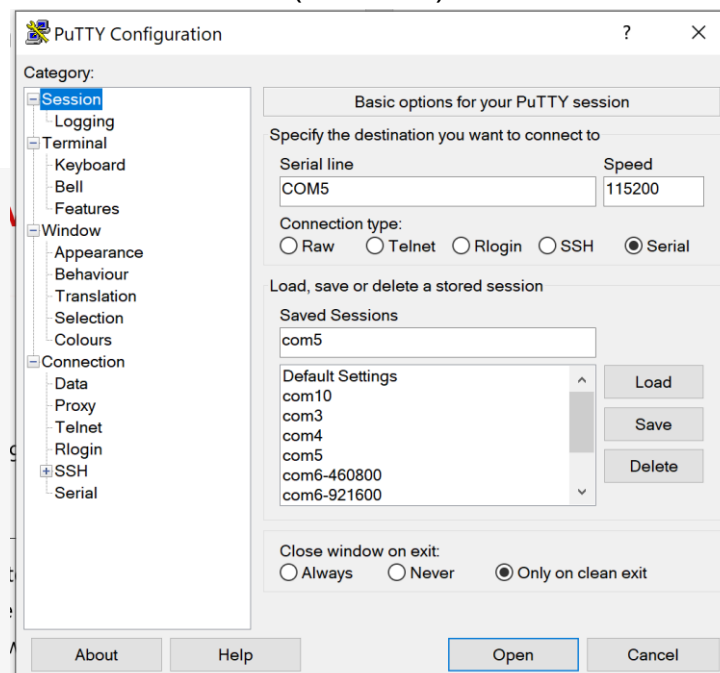 PuTTY Configuration
?
Category:
Session
Logging
Terminal
Keyboard
Bell
Features
Window
Appearance
Behaviour
Translation
Selection
Colours
Connection
Data
Proxy
Telnet
Rlogin
SSH
Serial
Basic options for your PuTTY session
Specify the destination you want to connect to
Serial line Speed
COM5 115200
Connection type:
Raw Telnet Rlogin SSH Serial
Load, save or delete a stored session
Saved Sessions
com5
Default Settings
com10
com3
com4
com5
com6-460800
com6-921600
Load
Save
Delete
Close window on exit:
Always Never Only on clean exit
About Help Open Cancel